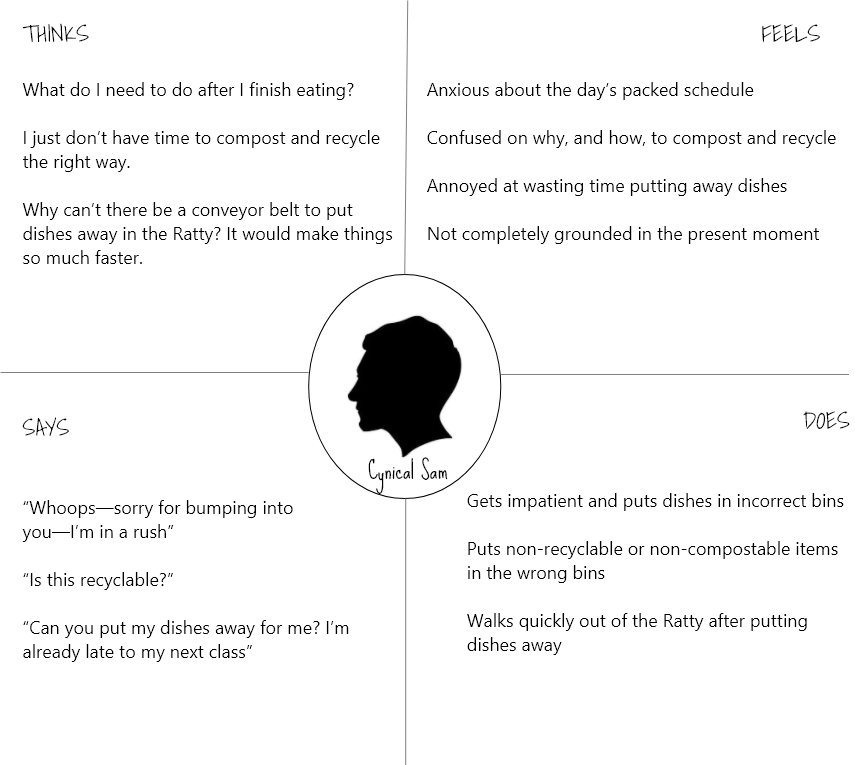 THINKS
What do I need to do after I finish eating?
I just don’t have time to compost and recycle
the right way.
Why can’t there be a conveyor belt to put
dishes away in the Ratty? It would make things
so much faster.
FEELS
Anxious about the day’s packed schedule
Confused on why, and how, to compost and recycle
Annoyed at wasting time putting away dishes
Not completely grounded in the present moment
Cynical Sam
SAYS
“Whoops—sorry for bumping into
you—I’m in a rush”
“Is this recyclable?”
“Can you put my dishes away for me? I’m
already late to my next class”
DOES
Gets impatient and puts dishes in incorrect bins
Puts non-recyclable or non-compostable items
in the wrong bins
Walks quickly out of the Ratty after putting
dishes away